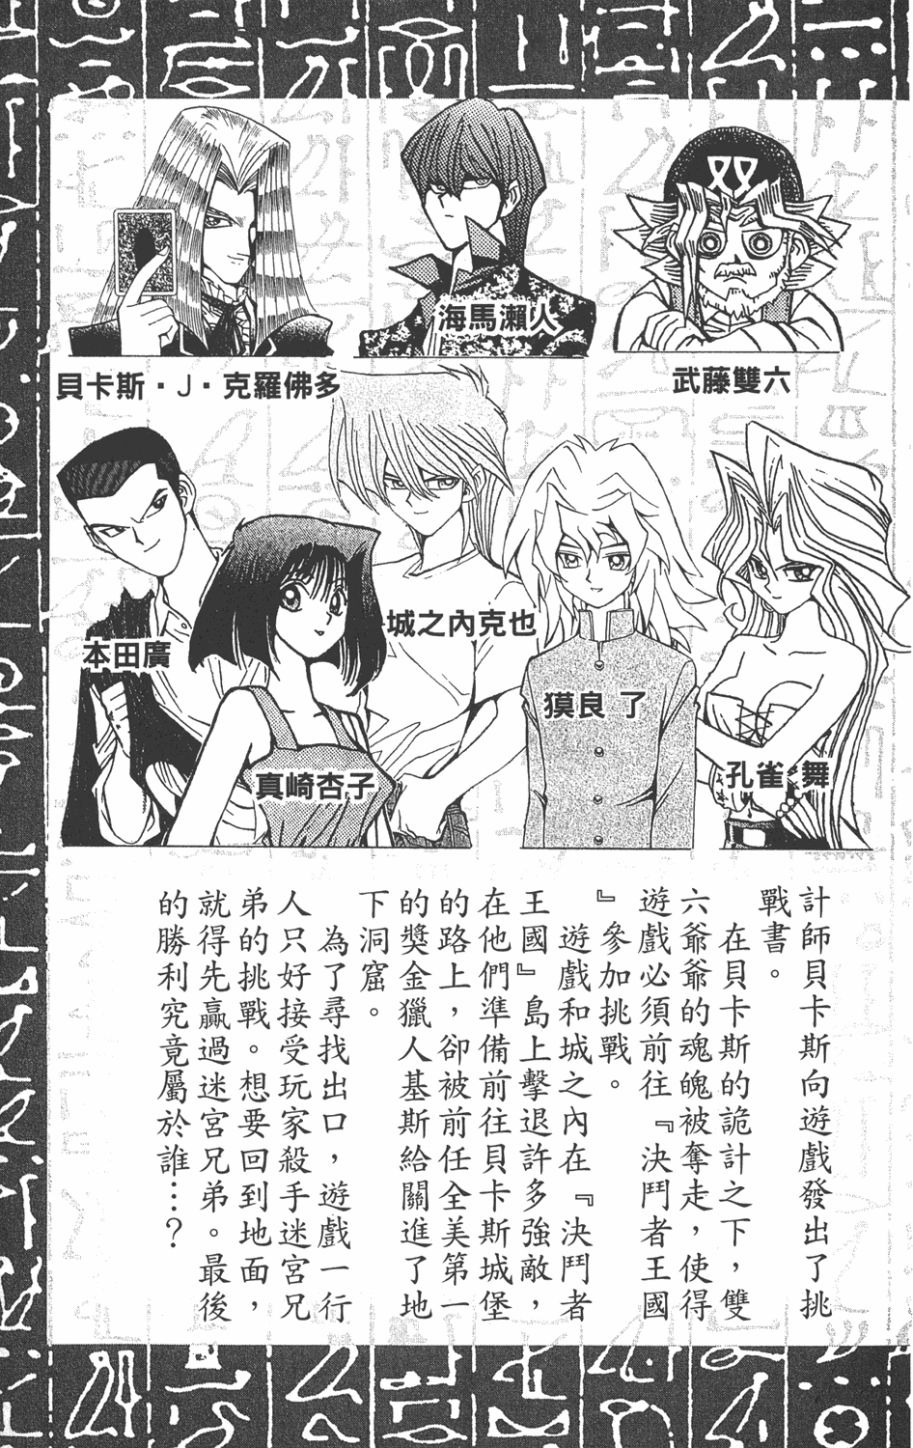 双
海馬瀨人
貝卡斯・J・克羅佛多
武藤雙六
城之內克也
本田廣
獏良 了
真崎杏子
孔雀 舞
計師貝卡斯向遊戲發出了挑
戰書。
在貝卡斯的詭計之下，雙
六爺爺的魂魄被奪走，使得
遊戲必須前往『決鬥者王國
』參加挑戰。
遊戲和城之內在『決鬥者
王國』島上擊退許多強敵，
在他們準備前往貝卡斯城堡
的路上，卻被前任全美第一
的獎金獵人基斯給關進了地
下洞窟。
為了尋找出口，遊戲一行
人只好接受玩家殺手迷宮兄
弟的挑戰。想要回到地面，
就得先贏過迷宮兄弟。最後
的勝利究竟屬於誰…？